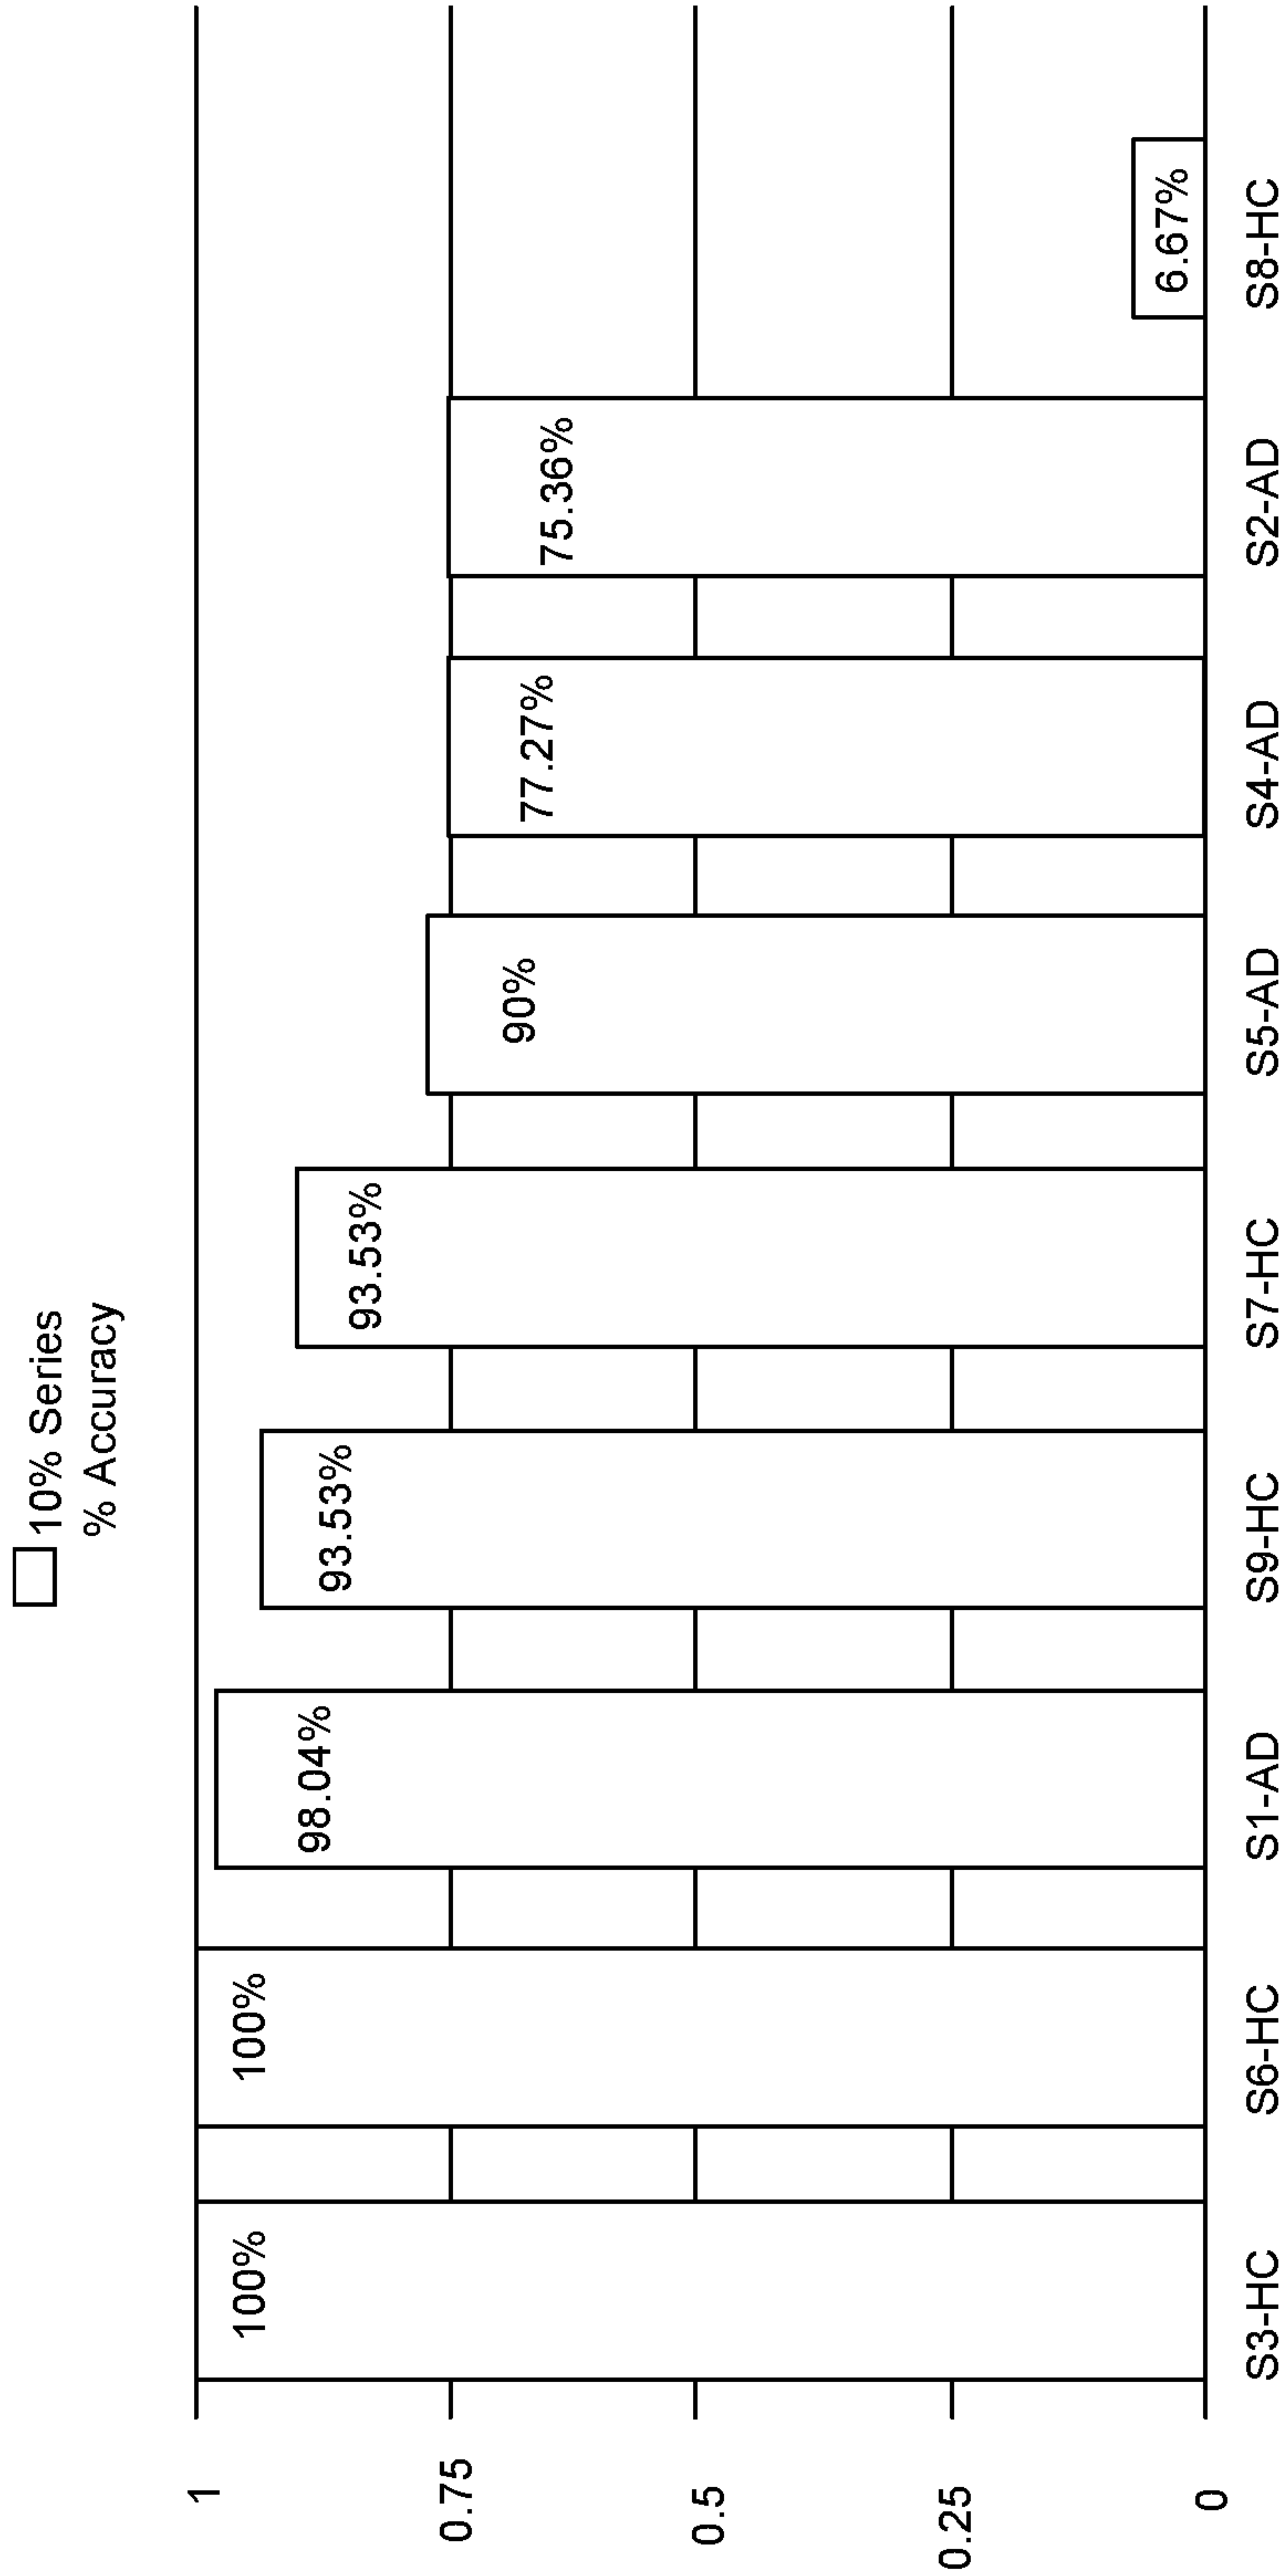 10% Series
% Accuracy
1
0.75
0.5
0.25
0
100%
100%
98.04%
93.53%
93.53%
90%
77.27%
75.36%
6.67%
S3-HC
S6-HC
S1-AD
S9-HC
S7-HC
S5-AD
S4-AD
S2-AD
S8-HC